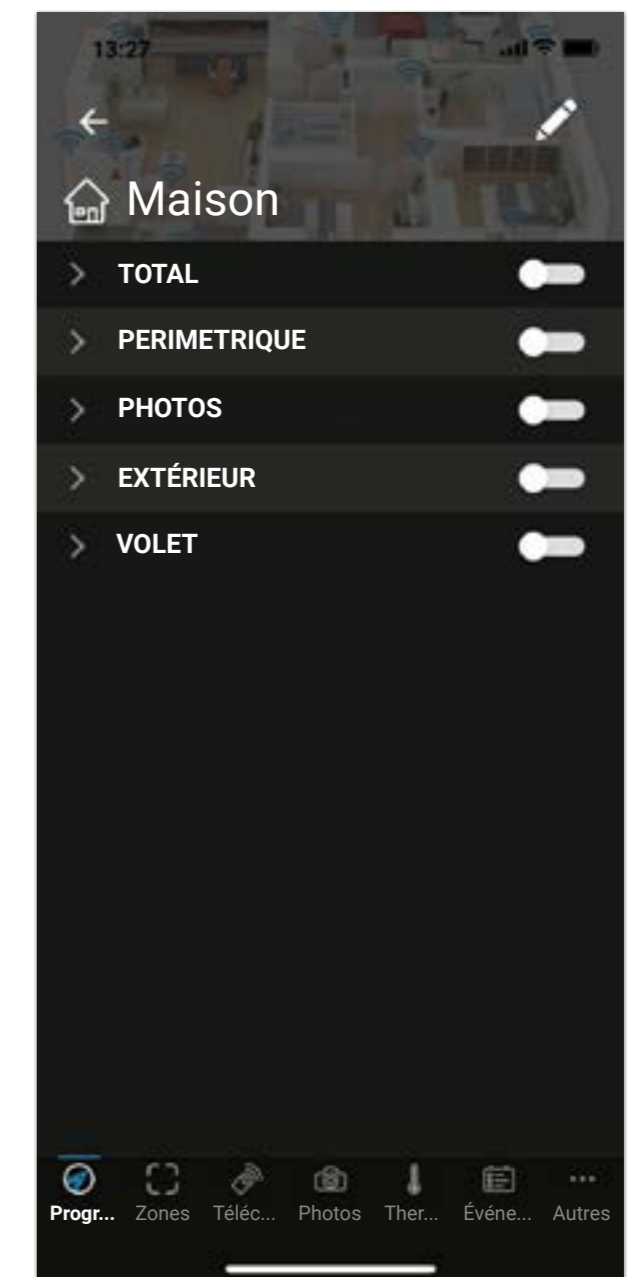 13:27
Maison
TOTAL
PERIMETRIQUE
PHOTOS
EXTÉRIEUR
VOLET
Progr... Zones Téléc... Photos Ther... Événe... Autres